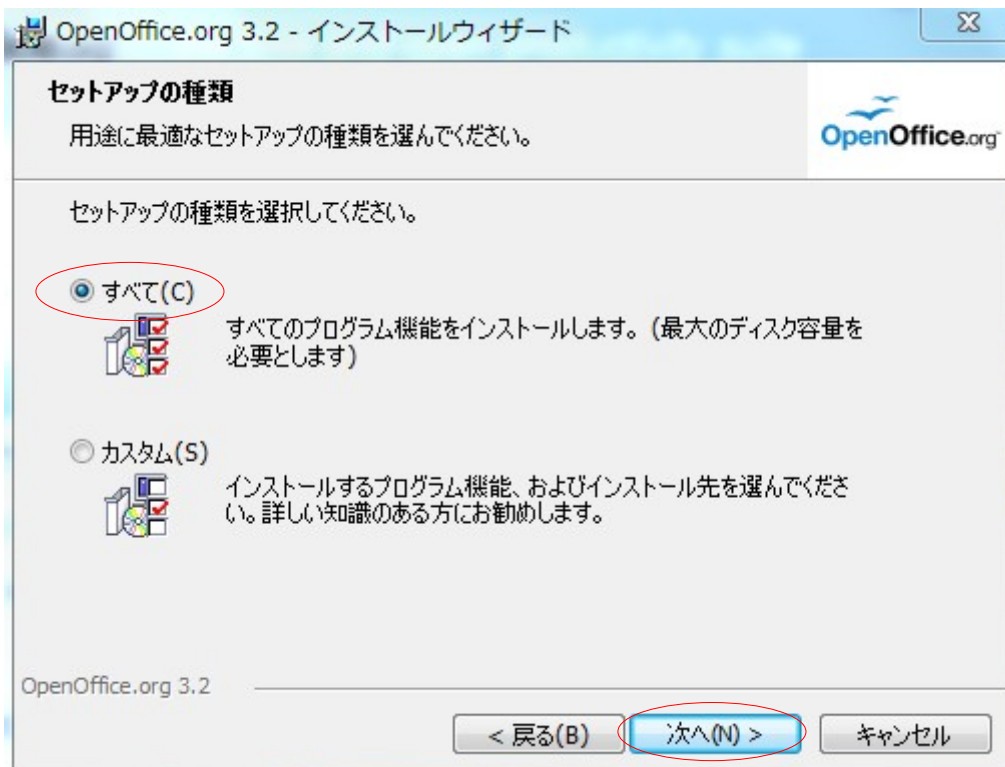 OpenOffice.org 3.2 - インストールウィザード
セットアップの種類
用途に最適なセットアップの種類を選んでください。
OpenOffice.org
セットアップの種類を選択してください。
すべて(C)
すべてのプログラム機能をインストールします。(最大のディスク容量を
必要とします)
カスタム(S)
インストールするプログラム機能、およびインストール先を選んでくださ
い。詳しい知識のある方にお勧めします。
OpenOffice.org 3.2
< 戻る(B)
次へ(N) >
キャンセル